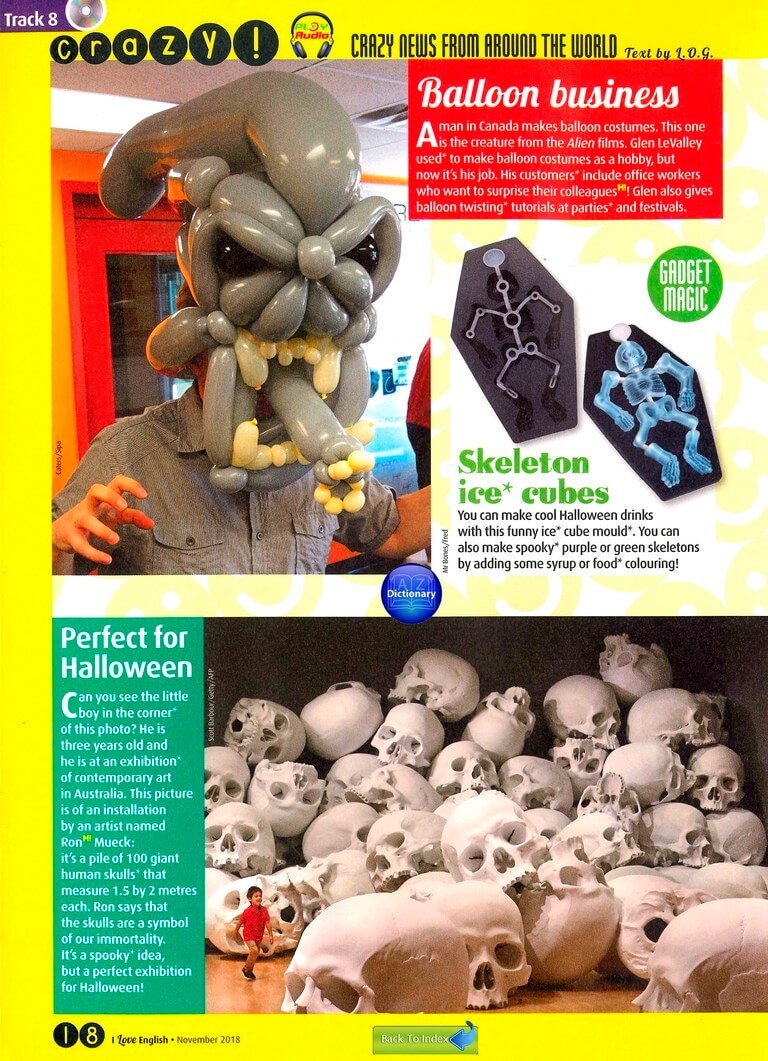 Track 8
Crazy!
PLAY
Audio
CRAZY NEWS FROM AROUND THE WORLD Text by L.O.G.
Balloon business
A man in Canada makes balloon costumes. This one
is the creature from the Alien films. Glen LeValley
used* to make balloon costumes as a hobby, but
now it's his job. His customers* include office workers
who want to surprise their colleagues H!! Glen also gives
balloon twisting* tutorials at parties* and festivals.
Caters/Sipa
GADGET
MAGIC
Skeleton
ice* cubes
You can make cool Halloween drinks
with this funny ice* cube mould*. You can
also make spooky* purple or green skeletons
by adding some syrup or food* colouring!
Mr Bones/Fred
A Z
Dictionary
Perfect for
Halloween
Can you see the little
boy in the corner*
of this photo? He is
three years old and
he is at an exhibition*
of contemporary art
in Australia. This picture
is of an installation
by an artist named
Ron H! Mueck:
it's a pile of 100 giant
human skulls* that
measure 1.5 by 2 metres
each. Ron says that
the skulls are a symbol
of our immortality.
It's a spooky* idea,
but a perfect exhibition
for Halloween!
Scott Barbour/Getty/AFP
18 I Love English • November 2018
Back To Index